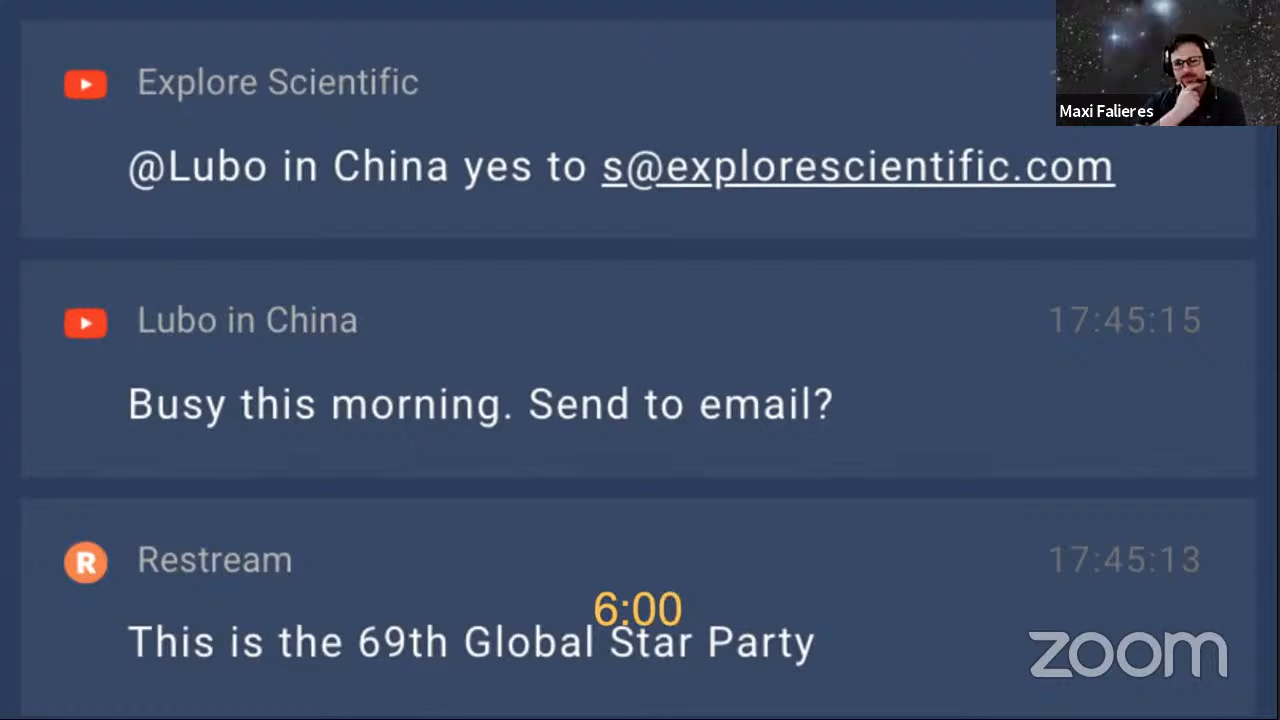 Explore Scientific
@Lubo in China yes to s@explorescientific.com
Maxi Falieres
Lubo in China
17:45:15
Busy this morning. Send to email?
R
Restream
17:45:13
6:00
This is the 69th Global Star Party
zoom